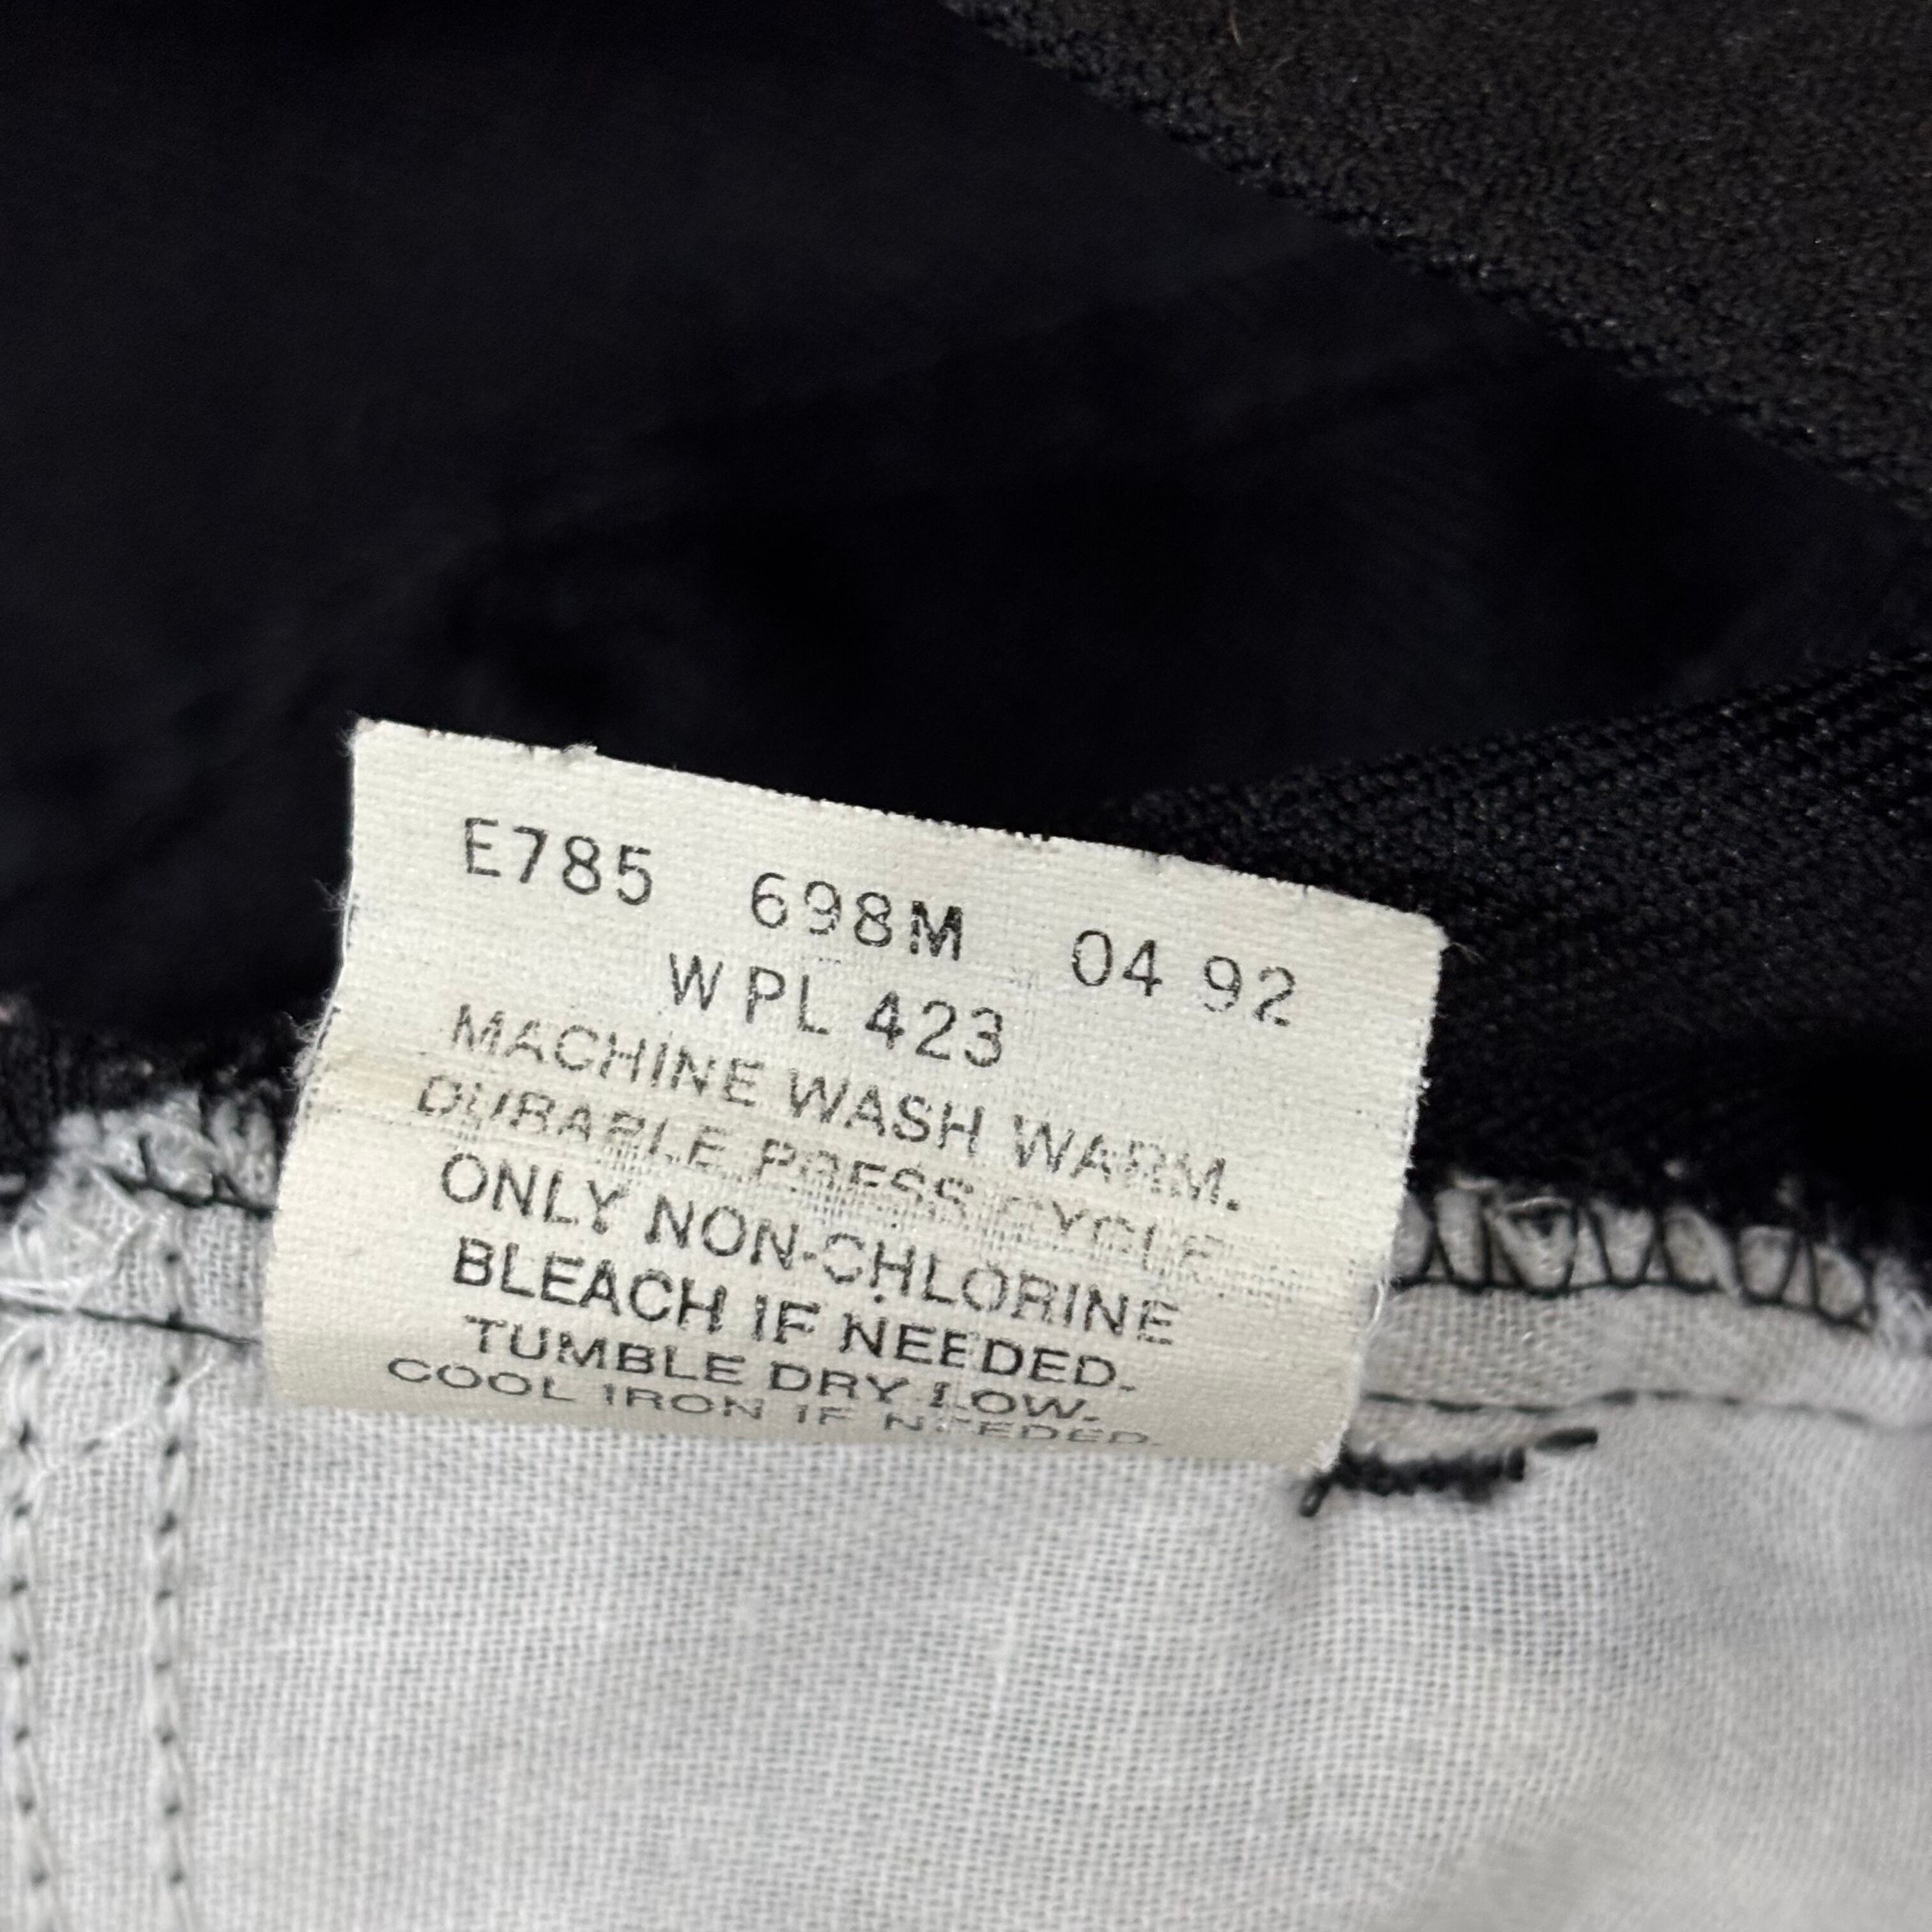 E785 698M 04 92
W PL 423
MACHINE WASH WARM.
DURABLE PRESS CYCLE
ONLY NON-CHLORINE
BLEACH IF NEEDED.
TUMBLE DRY LOW.
COOL IRON IF NEEDED.